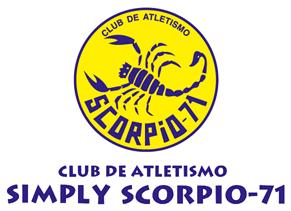 CLUB DE ATLETISMO
SCORPiO-71
CLUB DE ATLETISMO
SIMPLY SCORPIO-71